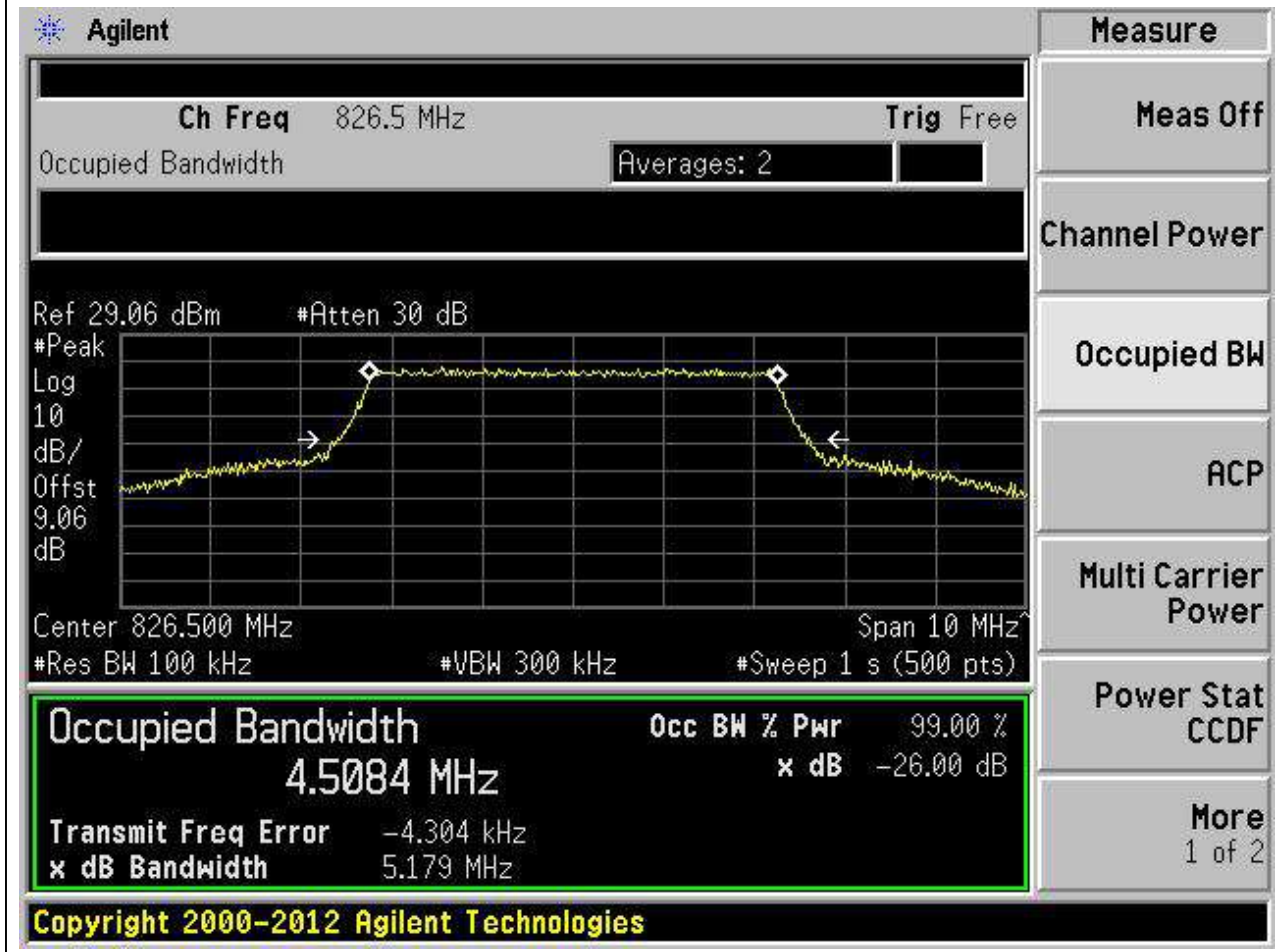 Agilent
Measure
Ch Freq 826.5 MHz Trig Free
Occupied Bandwidth Averages: 2
Ref 29.06 dBm #Atten 30 dB
#Peak
Log
10
dB/
Offst
9.06
dB
Center 826.500 MHz Span 10 MHz^
#Res BW 100 kHz #VBW 300 kHz #Sweep 1 s (500 pts)
Occupied Bandwidth Occ BW % Pwr 99.00 %
4.5084 MHz x dB -26.00 dB
Transmit Freq Error -4.304 kHz
x dB Bandwidth 5.179 MHz
Copyright 2000-2012 Agilent Technologies
Meas Off
Channel Power
Occupied BW
ACP
Multi Carrier
Power
Power Stat
CCDF
More
1 of 2